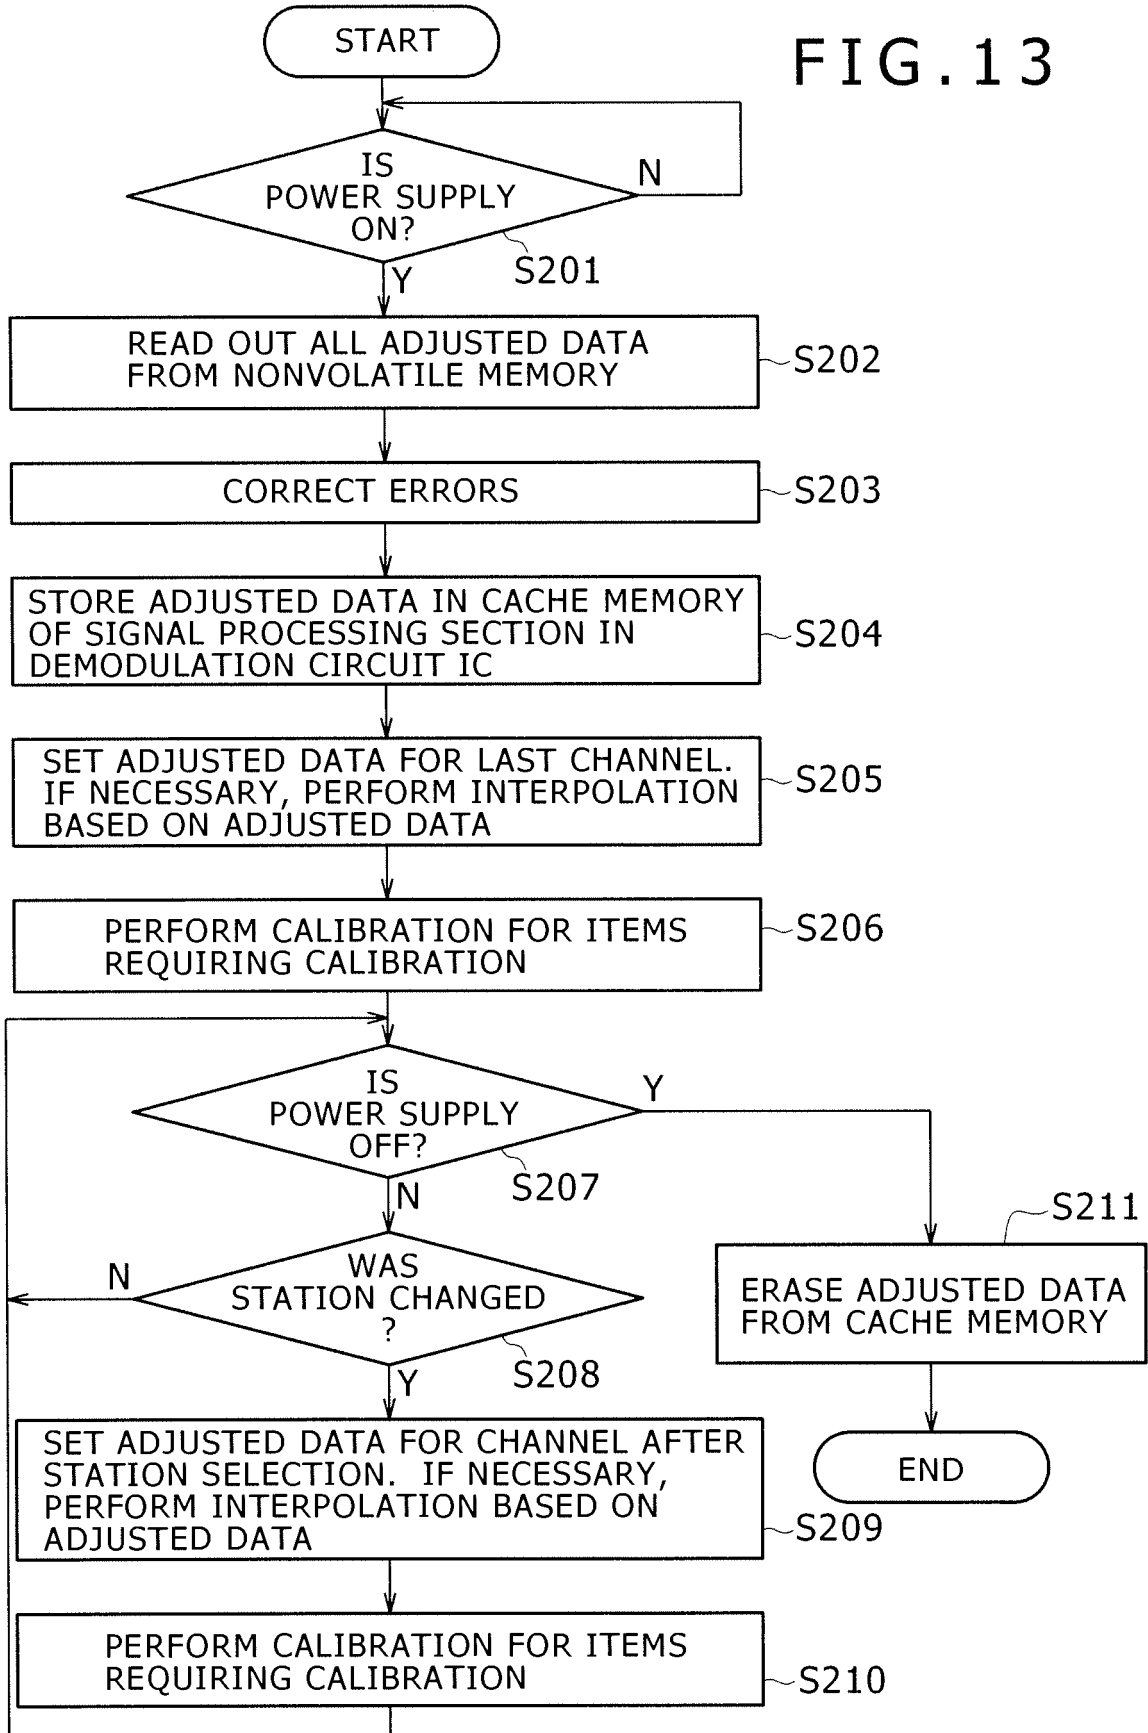 FIG.13
START
IS
POWER SUPPLY
ON?
N
S201
Y
READ OUT ALL ADJUSTED DATA
FROM NONVOLATILE MEMORY
S202
CORRECT ERRORS
S203
STORE ADJUSTED DATA IN CACHE MEMORY
OF SIGNAL PROCESSING SECTION IN
DEMODULATION CIRCUIT IC
S204
SET ADJUSTED DATA FOR LAST CHANNEL.
IF NECESSARY, PERFORM INTERPOLATION
BASED ON ADJUSTED DATA
S205
PERFORM CALIBRATION FOR ITEMS
REQUIRING CALIBRATION
S206
IS
POWER SUPPLY
OFF?
Y
S207
N
WAS
STATION CHANGED
?
N
S208
Y
S211
ERASE ADJUSTED DATA
FROM CACHE MEMORY
END
SET ADJUSTED DATA FOR CHANNEL AFTER
STATION SELECTION. IF NECESSARY,
PERFORM INTERPOLATION BASED ON
ADJUSTED DATA
S209
PERFORM CALIBRATION FOR ITEMS
REQUIRING CALIBRATION
S210